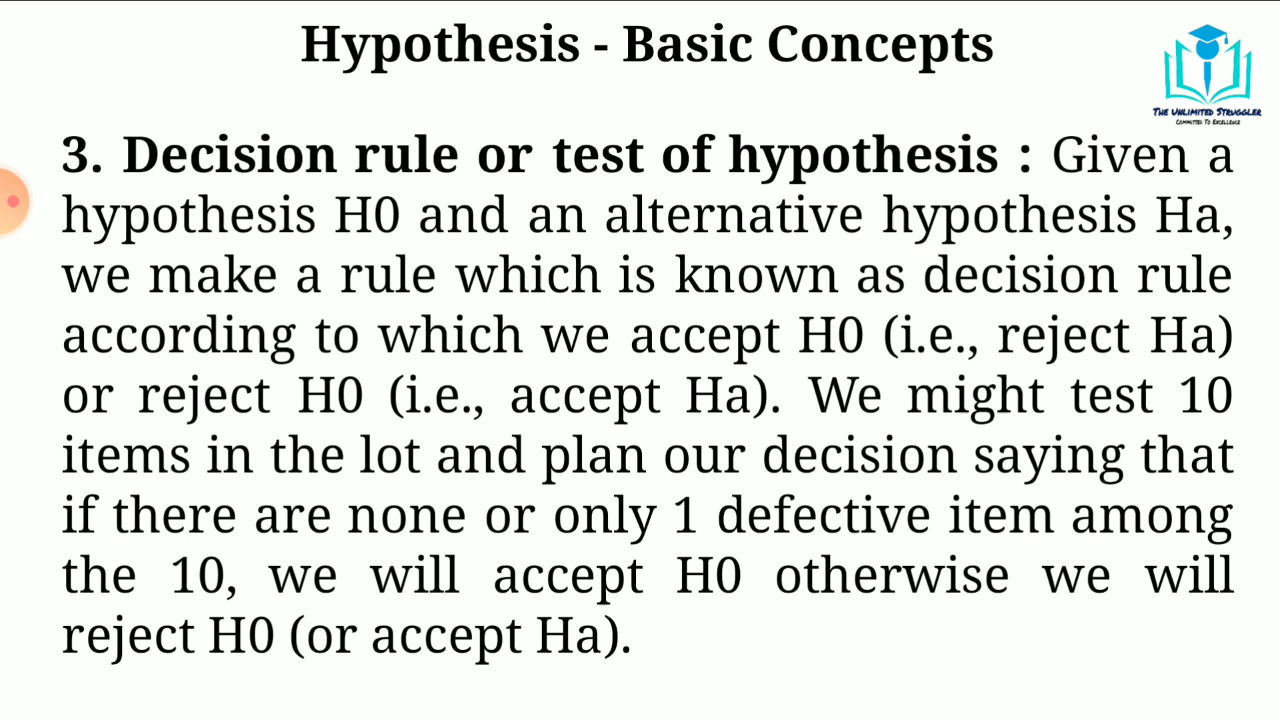 Hypothesis - Basic Concepts
THE UNLIMITED STRUGGLER
COMMITTED TO EXCELLENCE
3. Decision rule or test of hypothesis : Given a
hypothesis H0 and an alternative hypothesis Ha,
we make a rule which is known as decision rule
according to which we accept H0 (i.e., reject Ha)
or reject H0 (i.e., accept Ha). We might test 10
items in the lot and plan our decision saying that
if there are none or only 1 defective item among
the 10, we will accept H0 otherwise we will
reject H0 (or accept Ha).